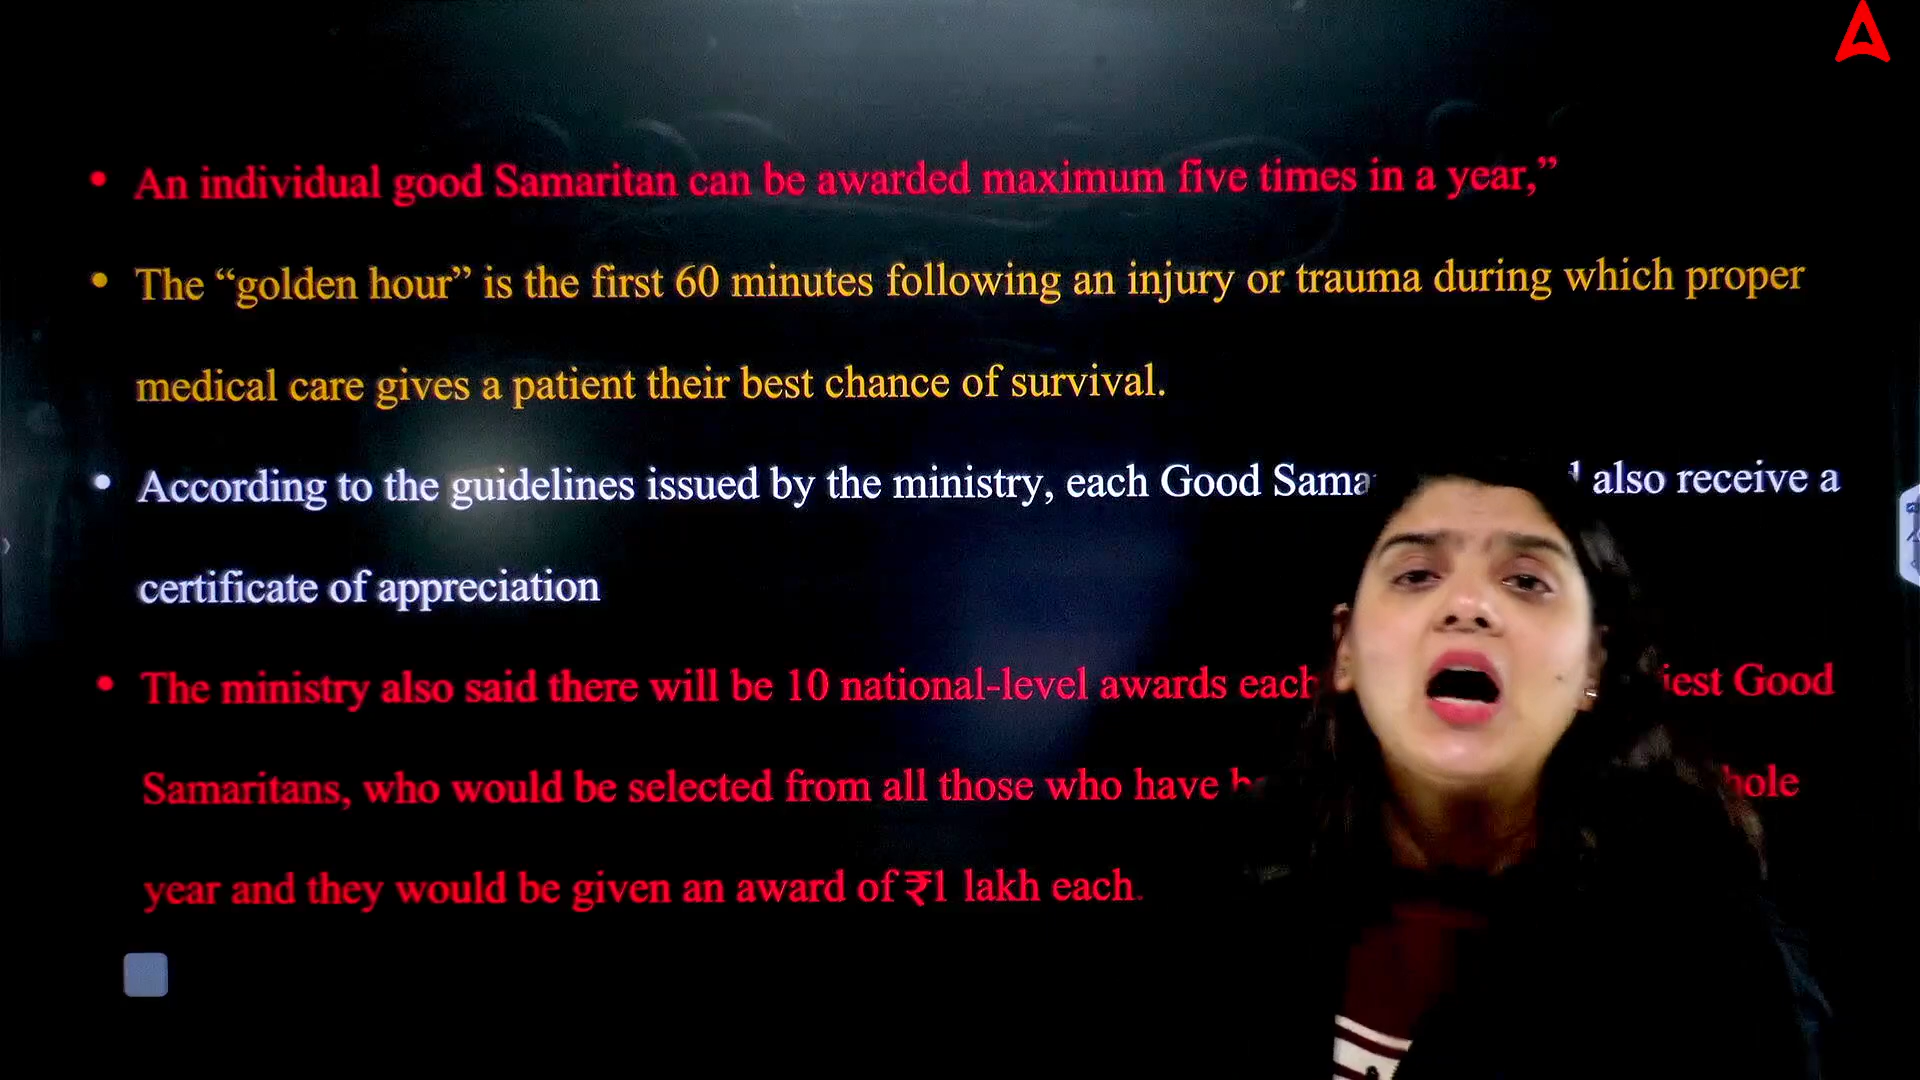 • An individual good Samaritan can be awarded maximum five times in a year,”
• The “golden hour” is the first 60 minutes following an injury or trauma during which proper
medical care gives a patient their best chance of survival.
• According to the guidelines issued by the ministry, each Good also receive a
certificate of appreciation
• The ministry also said there will be 10 national-level awards each Good
Samaritans, who would be selected from all those who have
year and they would be given an award of ₹1 lakh each.